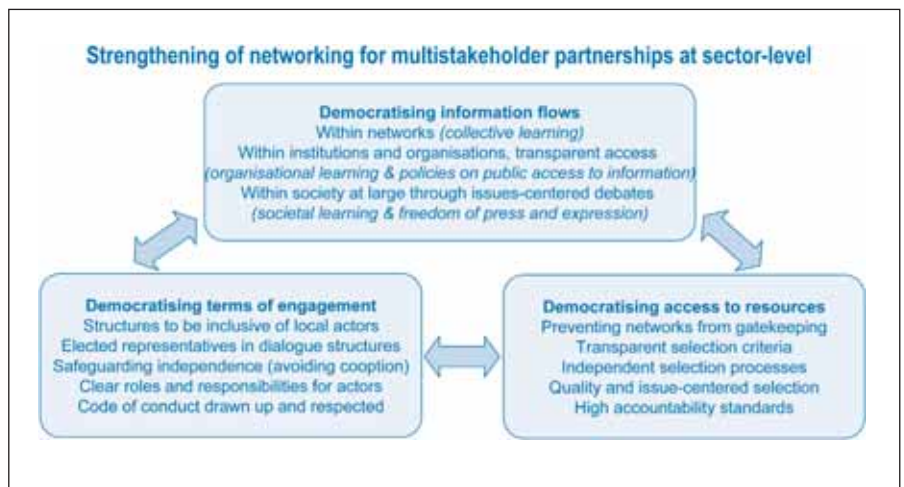 Strengthening of networking for multistakeholder partnerships at sector-level
Democratising information flows
Within networks (collective learning)
Within institutions and organisations, transparent access
(organisational learning & policies on public access to information)
Within society at large through issues-centered debates
(societal learning & freedom of press and expression)
Democratising terms of engagement
Structures to be inclusive of local actors
Elected representatives in dialogue structures
Safeguarding independence (avoiding cooption)
Clear roles and responsibilities for actors
Code of conduct drawn up and respected
Democratising access to resources
Preventing networks from gatekeeping
Transparent selection criteria
Independent selection processes
Quality and issue-centered selection
High accountability standards